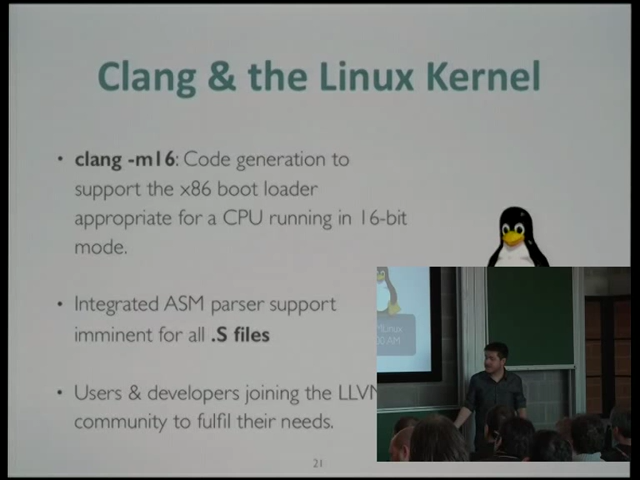 Clang & the Linux Kernel
• clang -m16: Code generation to
support the x86 boot loader
appropriate for a CPU running in 16-bit
mode.
• Integrated ASM parser support
imminent for all .S files
• Users & developers joining the LLVM
community to fulfil their needs.
21